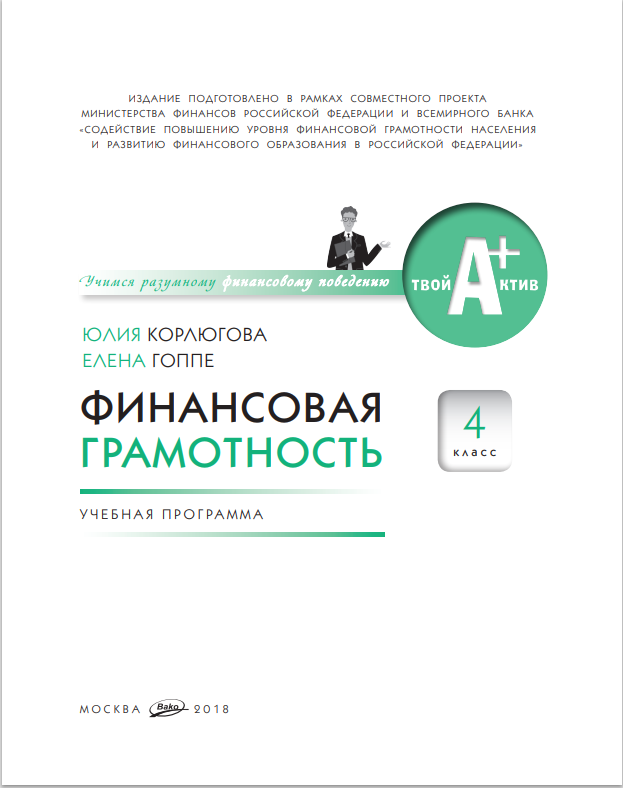 ИЗДАНИЕ ПОДГОТОВЛЕНО В РАМКАХ СОВМЕСТНОГО ПРОЕКТА
МИНИСТЕРСТВА ФИНАНСОВ РОССИЙСКОЙ ФЕДЕРАЦИИ И ВСЕМИРНОГО БАНКА
«СОДЕЙСТВИЕ ПОВЫШЕНИЮ УРОВНЯ ФИНАНСОВОЙ ГРАМОТНОСТИ НАСЕЛЕНИЯ
И РАЗВИТИЮ ФИНАНСОВОГО ОБРАЗОВАНИЯ В РОССИЙСКОЙ ФЕДЕРАЦИИ»
Учимся разумному финансовому поведению
ТВОЙ А+КТИВ
ЮЛИЯ КОРЛЮГОВА
ЕЛЕНА ГОППЕ
ФИНАНСОВАЯ
ГРАМОТНОСТЬ
4
класс
УЧЕБНАЯ ПРОГРАММА
МОСКВА Вако 2018